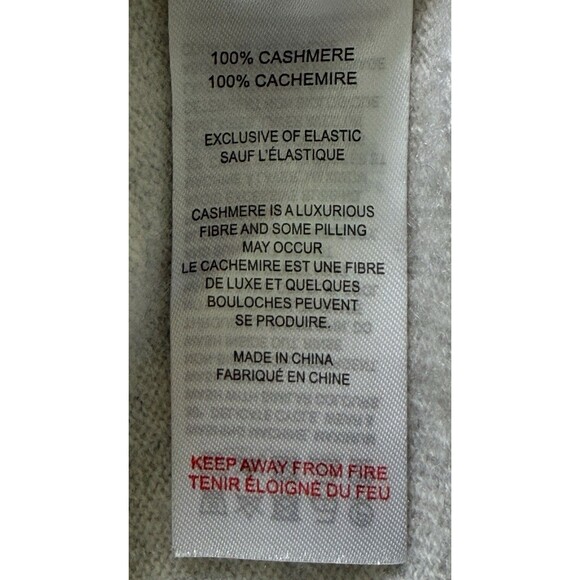 100% CASHMERE
100% CACHEMIRE
EXCLUSIVE OF ELASTIC
SAUF L'ÉLASTIQUE
CASHMERE IS A LUXURIOUS
FIBRE AND SOME PILLING
MAY OCCUR
LE CACHEMIRE EST UNE FIBRE
DE LUXE ET QUELQUES
BOULOCHES PEUVENT
SE PRODUIRE.
MADE IN CHINA
FABRIQUÉ EN CHINE
KEEP AWAY FROM FIRE
TENIR ÉLOIGNÉ DU FEU